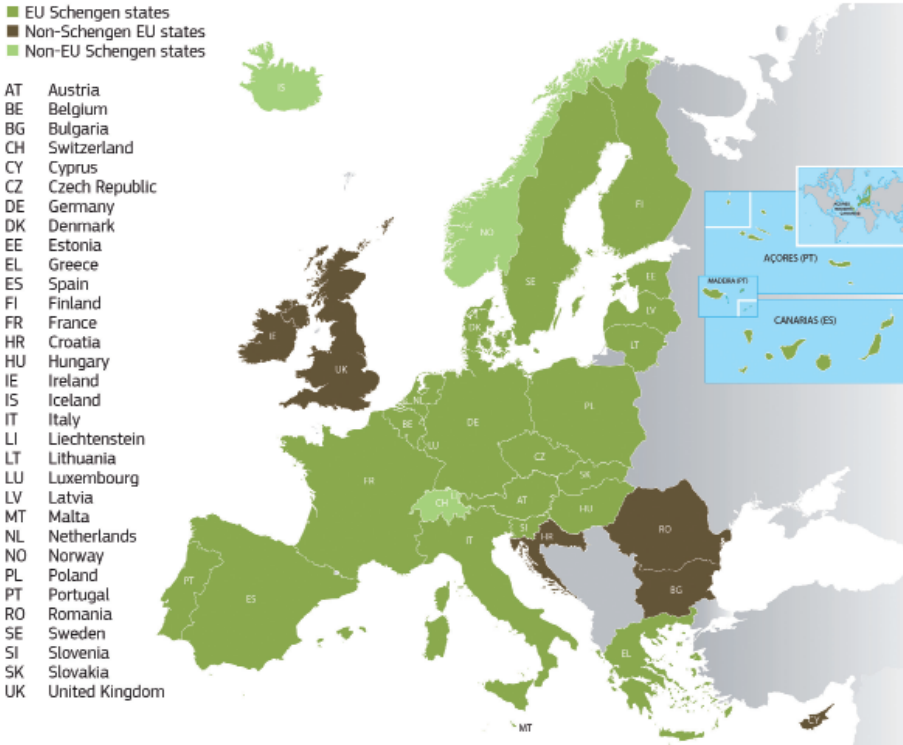 EU Schengen states
Non-Schengen EU states
Non-EU Schengen states
AT Austria
BE Belgium
BG Bulgaria
CH Switzerland
CY Cyprus
CZ Czech Republic
DE Germany
DK Denmark
EE Estonia
EL Greece
ES Spain
FI Finland
FR France
HR Croatia
HU Hungary
IE Ireland
IS Iceland
IT Italy
LI Liechtenstein
LT Lithuania
LU Luxembourg
LV Latvia
MT Malta
NL Netherlands
NO Norway
PL Poland
PT Portugal
RO Romania
SE Sweden
SI Slovenia
SK Slovakia
UK United Kingdom
IS
FI
NO
SE
EE
LV
LT
DK
IE
UK
NL
BE
LU
DE
PL
CZ
SK
FR
CH
LI
AT
HU
SI
HR
IT
RO
BG
PT
ES
EL
MT
CY
AÇORES (PT)
MADEIRA (PT)
CANARIAS (ES)